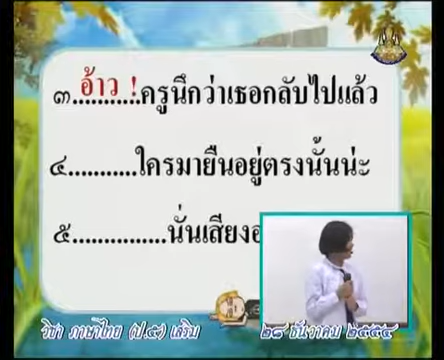 ๓..อ้าว !..ครูนึกว่าเธอกลับไปแล้ว
๔...........ใครมายืนอยู่ตรงนั้นน่ะ
๕................นั่นเสียง
วิชา ภาษาไทย (ป.๕) เสริม
๒๘ ธันวาคม ๒๕๕๔